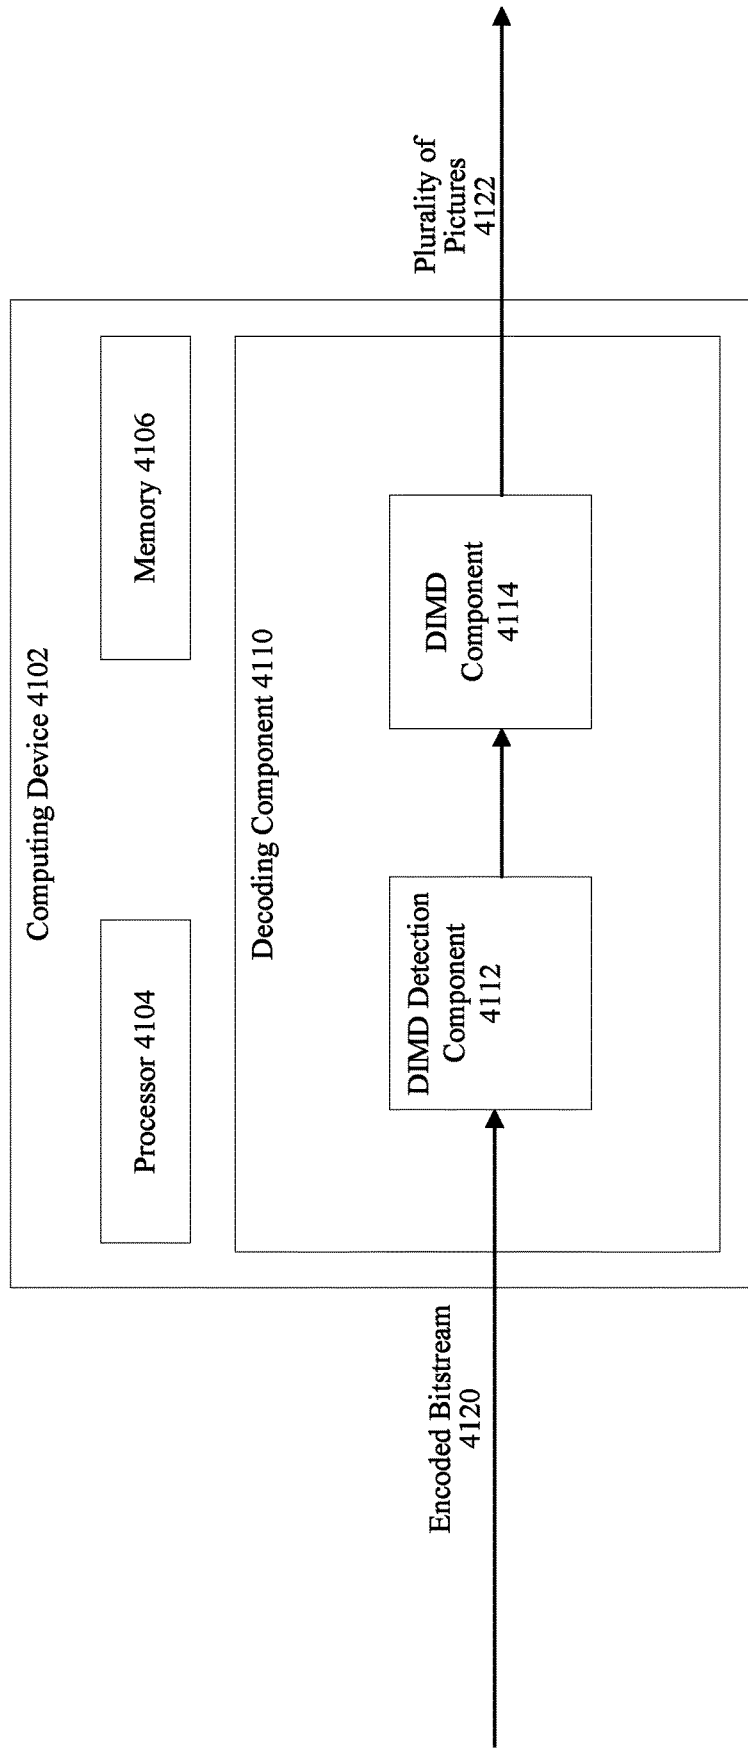 Computing Device 4102
Processor 4104
Memory 4106
Decoding Component 4110
Encoded Bitstream
4120
DIMD Detection
Component
4112
DIMD
Component
4114
Plurality of
Pictures
4122